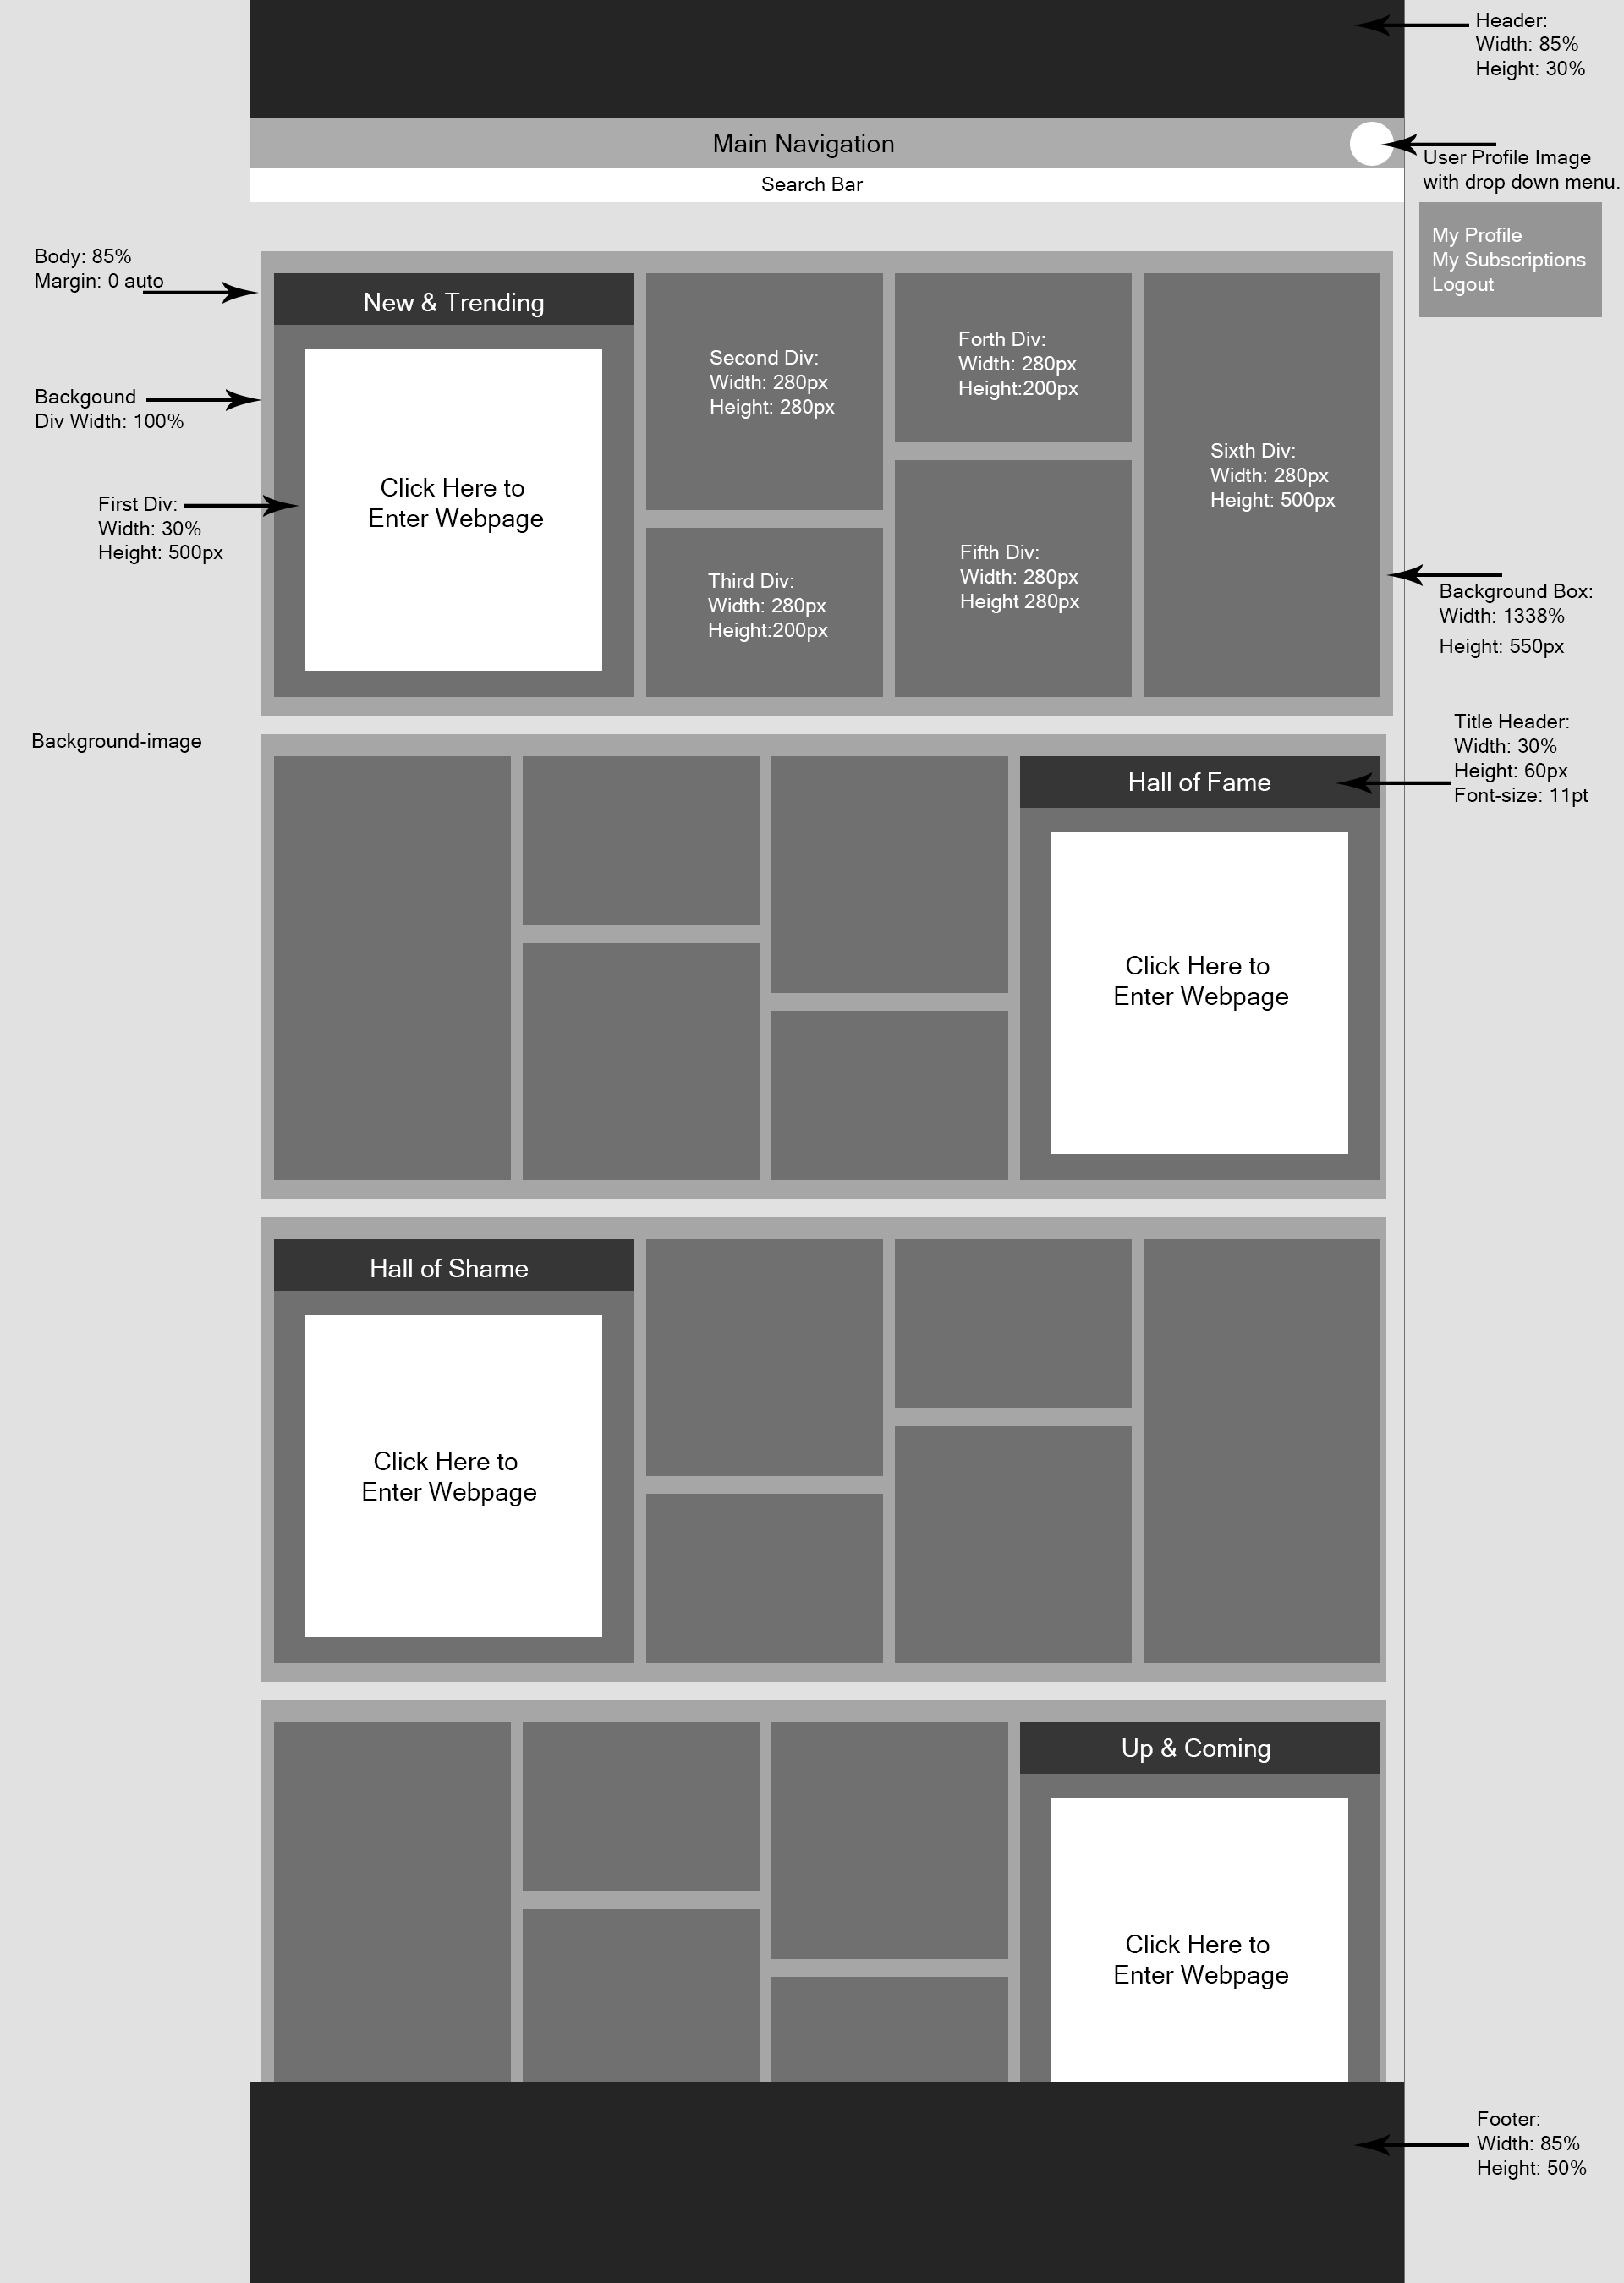 Header:
Width: 85%
Height: 30%
Main Navigation
User Profile Image
with drop down menu.
Search Bar
My Profile
My Subscriptions
Logout
Body: 85%
Margin: 0 auto
New & Trending
Second Div:
Width: 280px
Height: 280px
Forth Div:
Width: 280px
Height:200px
Backgound
Div Width: 100%
Sixth Div:
Width: 280px
Height: 500px
Click Here to
Enter Webpage
First Div:
Width: 30%
Height: 500px
Third Div:
Width: 280px
Height:200px
Fifth Div:
Width: 280px
Height 280px
Background Box:
Width: 1338%
Height: 550px
Background-image
Title Header:
Width: 30%
Height: 60px
Font-size: 11pt
Hall of Fame
Click Here to
Enter Webpage
Hall of Shame
Click Here to
Enter Webpage
Up & Coming
Click Here to
Enter Webpage
Footer:
Width: 85%
Height: 50%